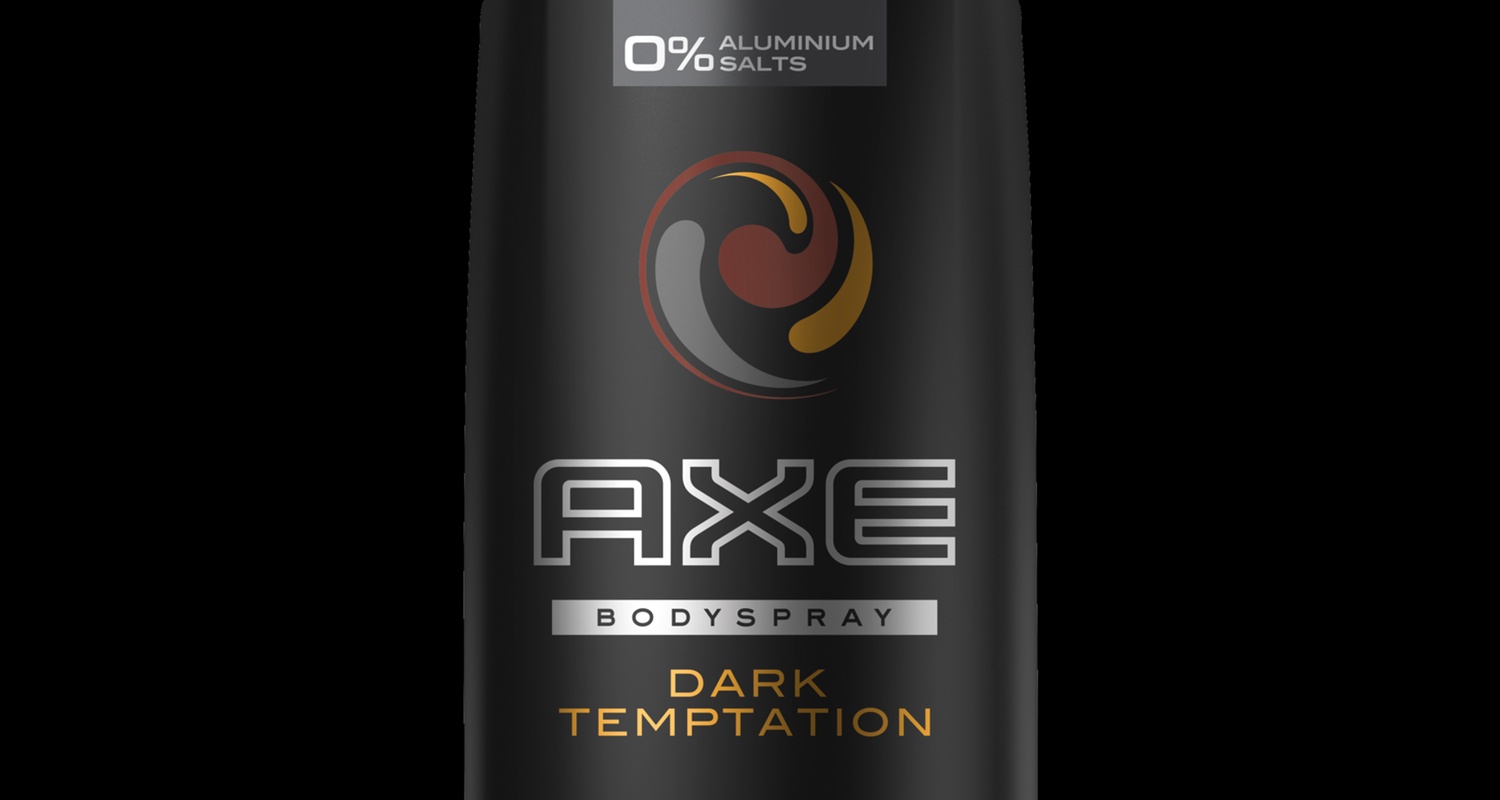 0% ALUMINIUM
SALTS
AXE
BODYSPRAY
DARK
TEMPTATION